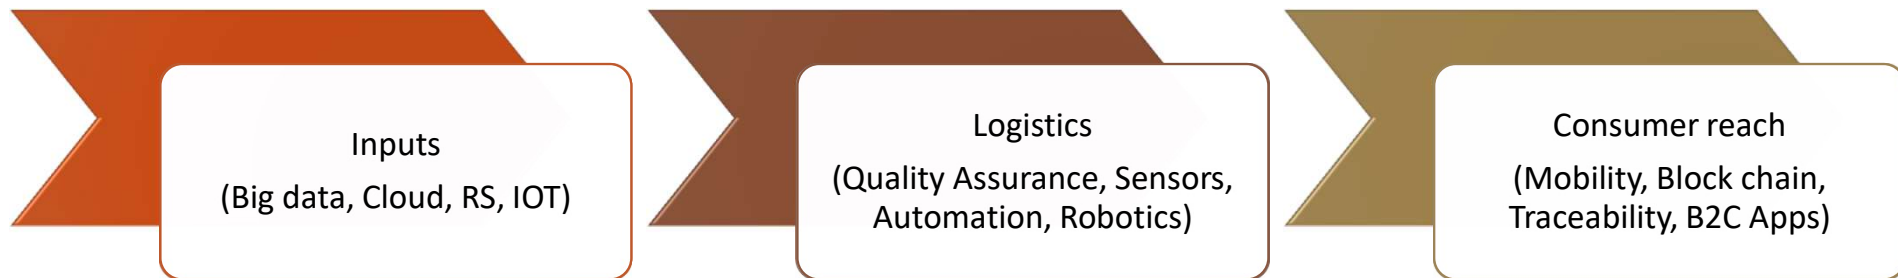 Inputs
(Big data, Cloud, RS, IOT)
Logistics
(Quality Assurance, Sensors,
Automation, Robotics)
Consumer reach
(Mobility, Block chain,
Traceability, B2C Apps)